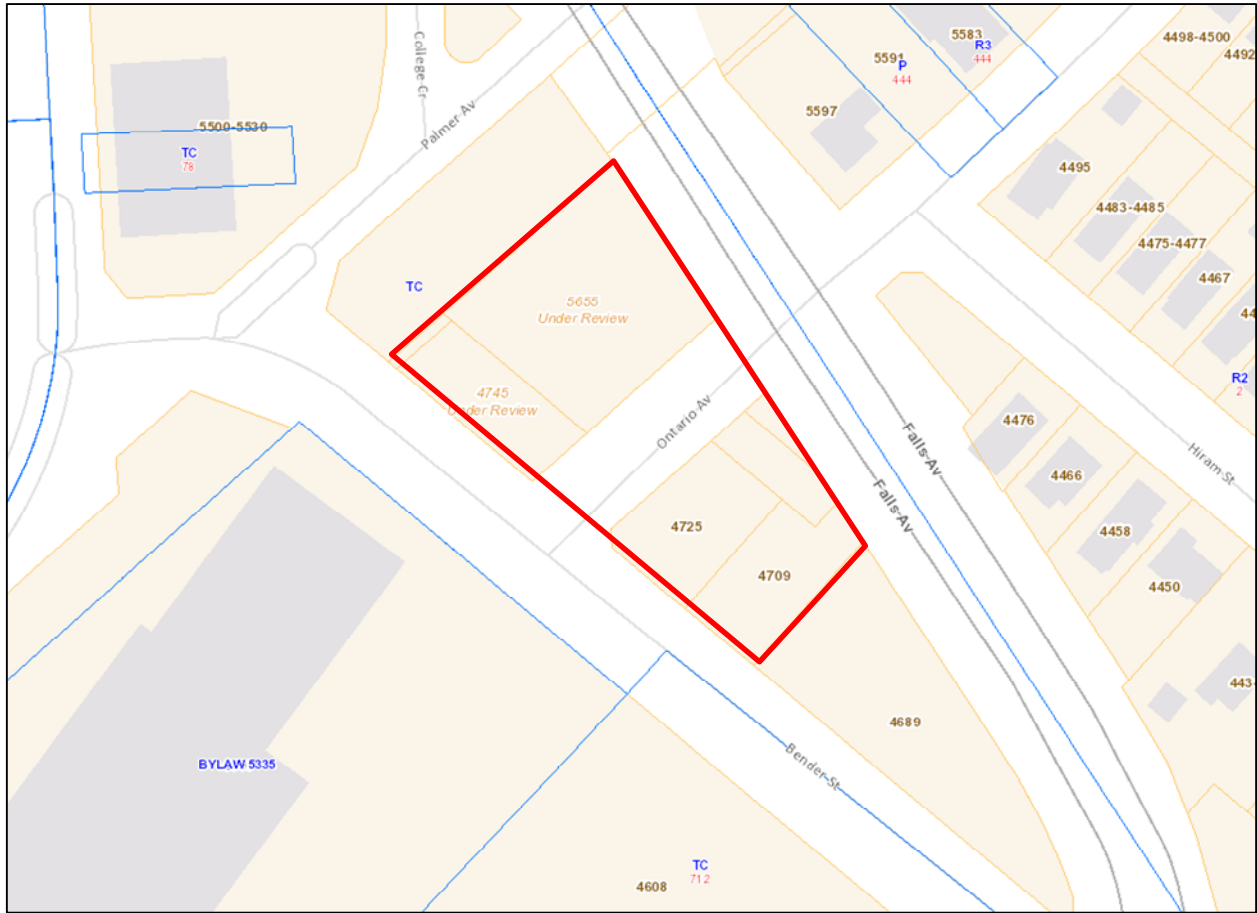 5583
R3
444
4498-4500
4492
5591
P
444
College Cr
Palmer Av
5597
5500-5530
TC
78
4495
4483-4485
4475-4477
4467
TC
5655
Under Review
4745
Under Review
Ontario Av
R2
2
4476
4466
4458
4450
Hiram St
Falls Av
Falls Av
4725
4709
4689
BYLAW 5335
Bender St
TC
712
4608